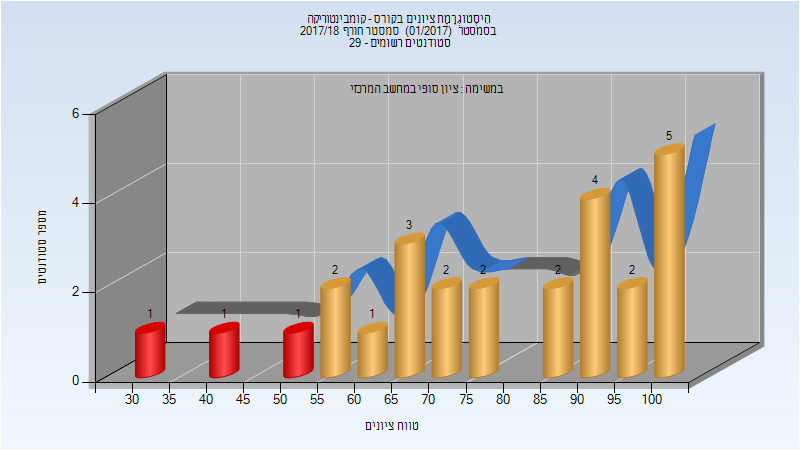 היסטוגרמת ציונים בקורס - קומבינטוריקה
בסמסטר (01/2017) סמסטר חורף 2017/18
סטודנטים רשומים - 29
במשימה : ציון סופי במחשב המרכזי
מספר סטודנטים
6
4
2
0
1
1
1
2
1
3
2
2
2
4
2
5
30 35 40 45 50 55 60 65 70 75 80 85 90 95 100
טווח ציונים